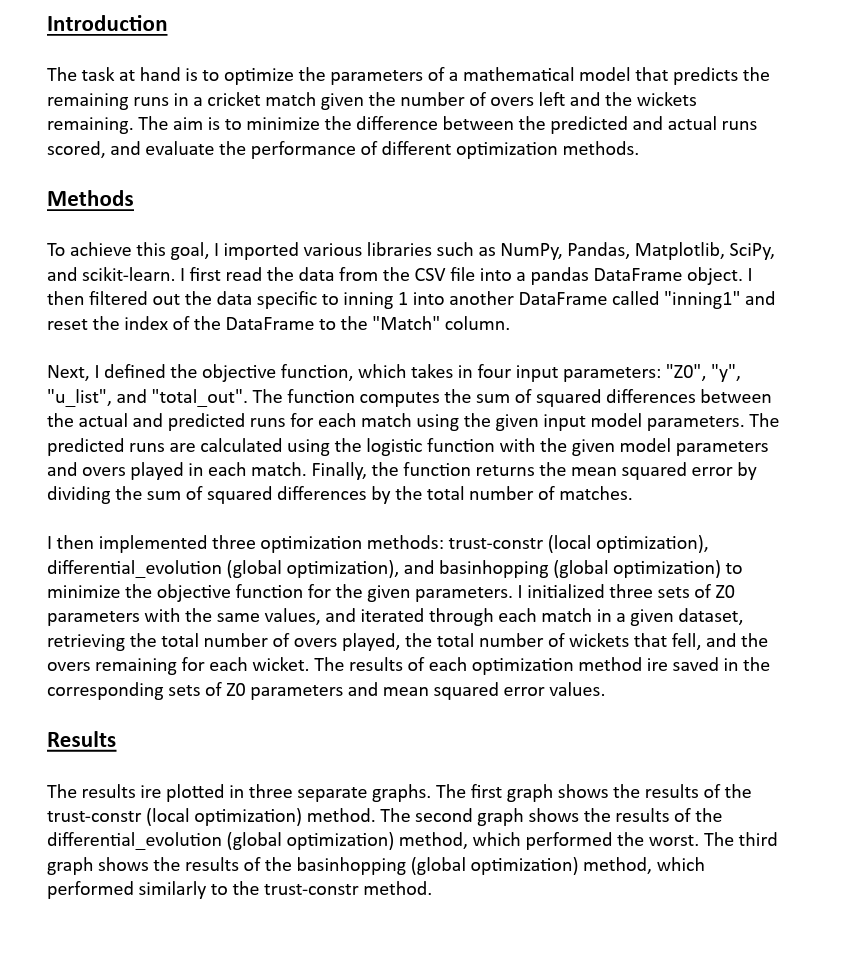 Introduction
The task at hand is to optimize the parameters of a mathematical model that predicts the
remaining runs in a cricket match given the number of overs left and the wickets
remaining. The aim is to minimize the difference between the predicted and actual runs
scored, and evaluate the performance of different optimization methods.
Methods
To achieve this goal, I imported various libraries such as NumPy, Pandas, Matplotlib, SciPy,
and scikit-learn. I first read the data from the CSV file into a pandas DataFrame object. I
then filtered out the data specific to inning 1 into another DataFrame called "inning1" and
reset the index of the DataFrame to the "Match" column.
Next, I defined the objective function, which takes in four input parameters: "Z0", "y",
"u_list", and "total_out". The function computes the sum of squared differences between
the actual and predicted runs for each match using the given input model parameters. The
predicted runs are calculated using the logistic function with the given model parameters
and overs played in each match. Finally, the function returns the mean squared error by
dividing the sum of squared differences by the total number of matches.
I then implemented three optimization methods: trust-constr (local optimization),
differential_evolution (global optimization), and basinhopping (global optimization) to
minimize the objective function for the given parameters. I initialized three sets of Z0
parameters with the same values, and iterated through each match in a given dataset,
retrieving the total number of overs played, the total number of wickets that fell, and the
overs remaining for each wicket. The results of each optimization method ire saved in the
corresponding sets of Z0 parameters and mean squared error values.
Results
The results ire plotted in three separate graphs. The first graph shows the results of the
trust-constr (local optimization) method. The second graph shows the results of the
differential_evolution (global optimization) method, which performed the worst. The third
graph shows the results of the basinhopping (global optimization) method, which
performed similarly to the trust-constr method.